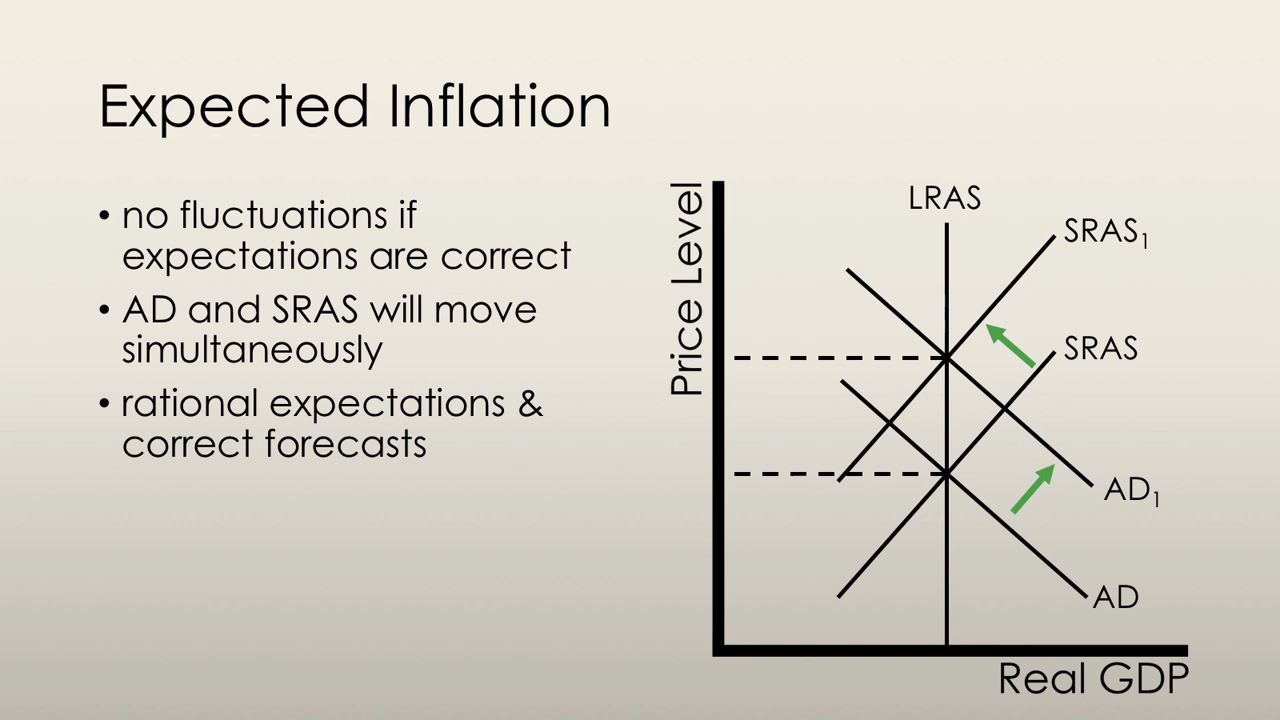 Expected Inflation
• no fluctuations if
expectations are correct
• AD and SRAS will move
simultaneously
• rational expectations &
correct forecasts
Price Level
LRAS
SRAS₁
SRAS
AD₁
AD
Real GDP